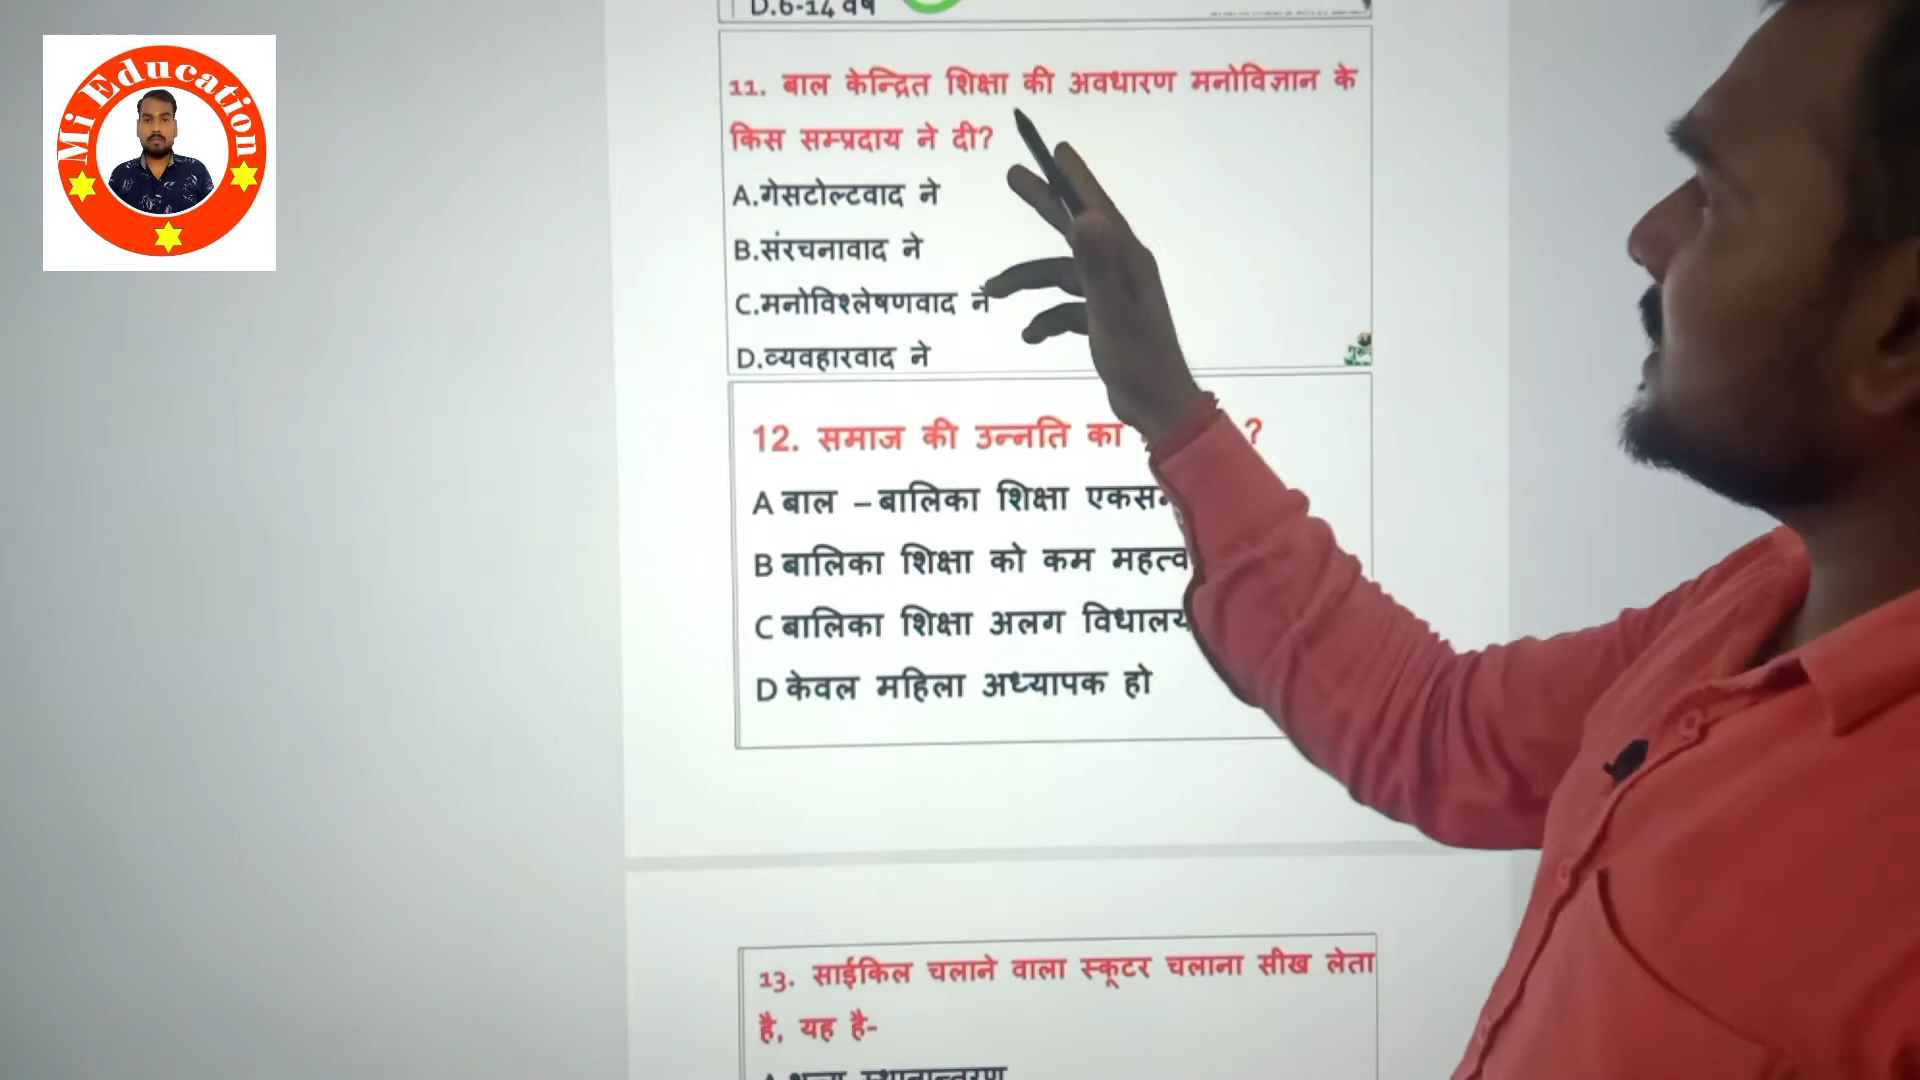 Mi Education
D.6-14 वर्ष
11. बाल केन्द्रित शिक्षा की अवधारण मनोविज्ञान के
किस सम्प्रदाय ने दी?
A.गेसटोल्टवाद ने
B.संरचनावाद ने
C.मनोविश्लेषणवाद ने
D.व्यवहारवाद ने
12. समाज की उन्नति का ?
A बाल – बालिका शिक्षा
B बालिका शिक्षा को कम महत्व
C बालिका शिक्षा अलग विधालय
D केवल महिला अध्यापक हो
13. साईकिल चलाने वाला स्कूटर चलाना सीख लेता
है, यह है-